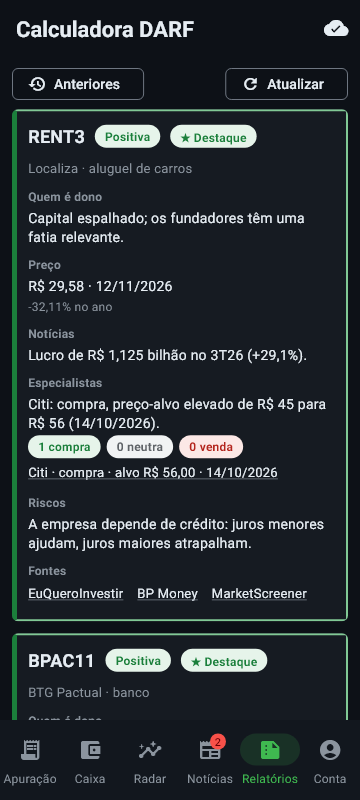 Calculadora DARF
Anteriores
Atualizar
RENT3 Positiva ★ Destaque
Localiza · aluguel de carros
Quem é dono
Capital espalhado; os fundadores têm uma
fatia relevante.
Preço
R$ 29,58 · 12/11/2026
-32,11% no ano
Notícias
Lucro de R$ 1,125 bilhão no 3T26 (+29,1%).
Especialistas
Citi: compra, preço-alvo elevado de R$ 45 para
R$ 56 (14/10/2026).
1 compra 0 neutra 0 venda
Citi · compra · alvo R$ 56,00 · 14/10/2026
Riscos
A empresa depende de crédito: juros menores
ajudam, juros maiores atrapalham.
Fontes
EuQueroInvestir BP Money MarketScreener
BPAC11 Positiva ★ Destaque
BTG Pactual · banco
Quem é dono
2
Apuração Caixa Radar Notícias Relatórios Conta